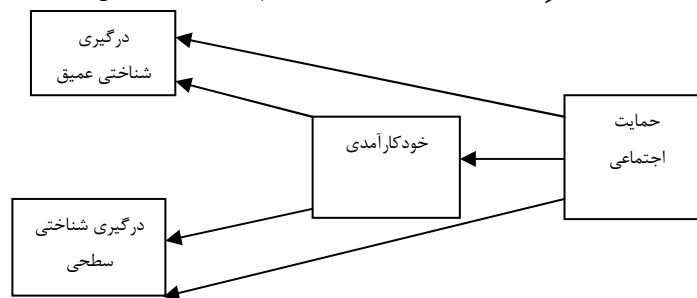 درگیری
شناختی عمیق
حمایت
اجتماعی
خودکارآمدی
درگیری شناختی
سطحی